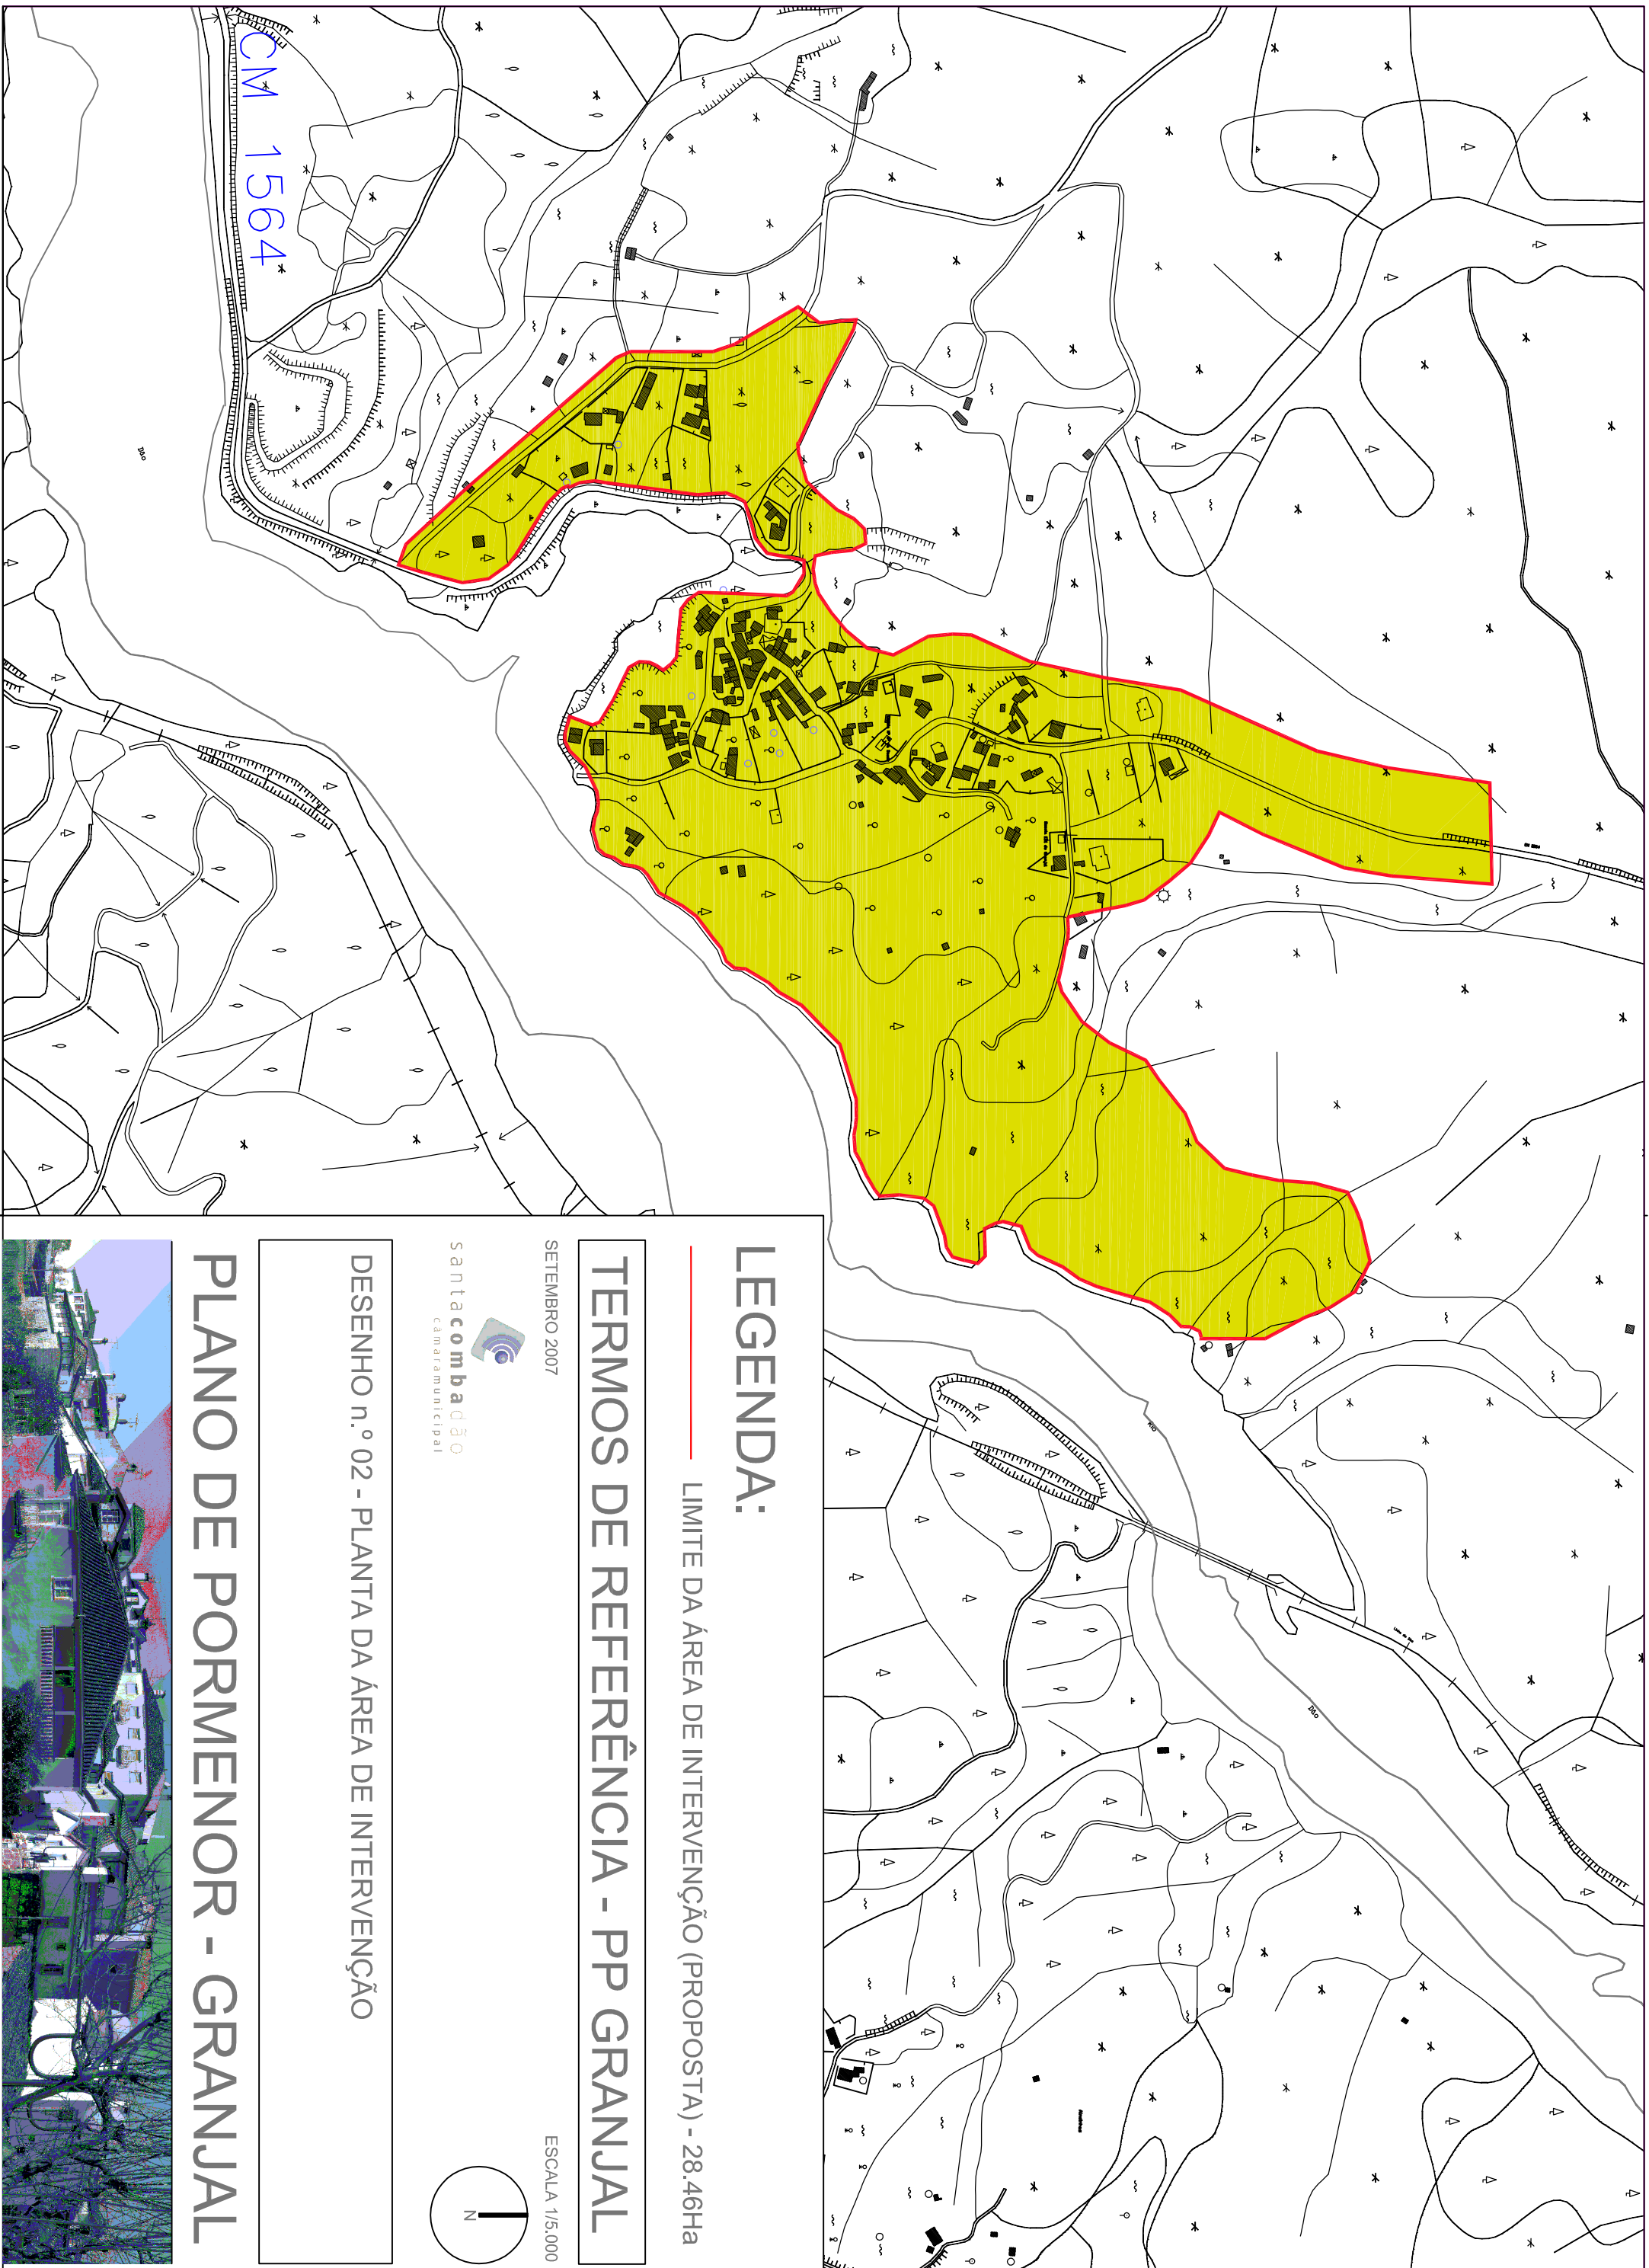 CM 1564
LEGENDA:
LIMITE DA ÁREA DE INTERVENÇÃO (PROPOSTA) - 28.46Ha
TERMOS DE REFERÊNCIA - PP GRANJAL
SETEMBRO 2007
ESCALA 1/5.000
santacombadão
câmaramunicipal
N
DESENHO n.º 02 - PLANTA DA ÁREA DE INTERVENÇÃO
PLANO DE PORMENOR - GRANJAL